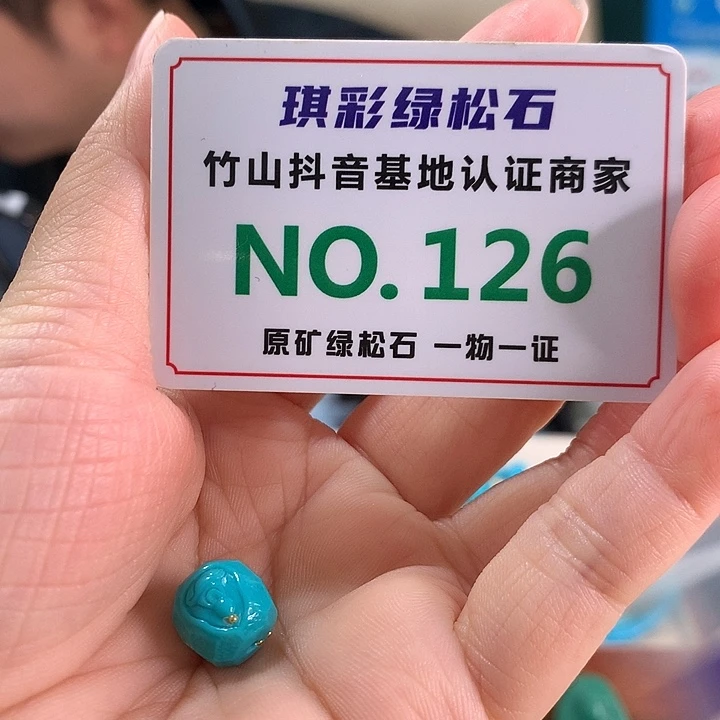 琪彩绿松石
竹山抖音基地认证商家
NO.126
原矿绿松石 一物一证